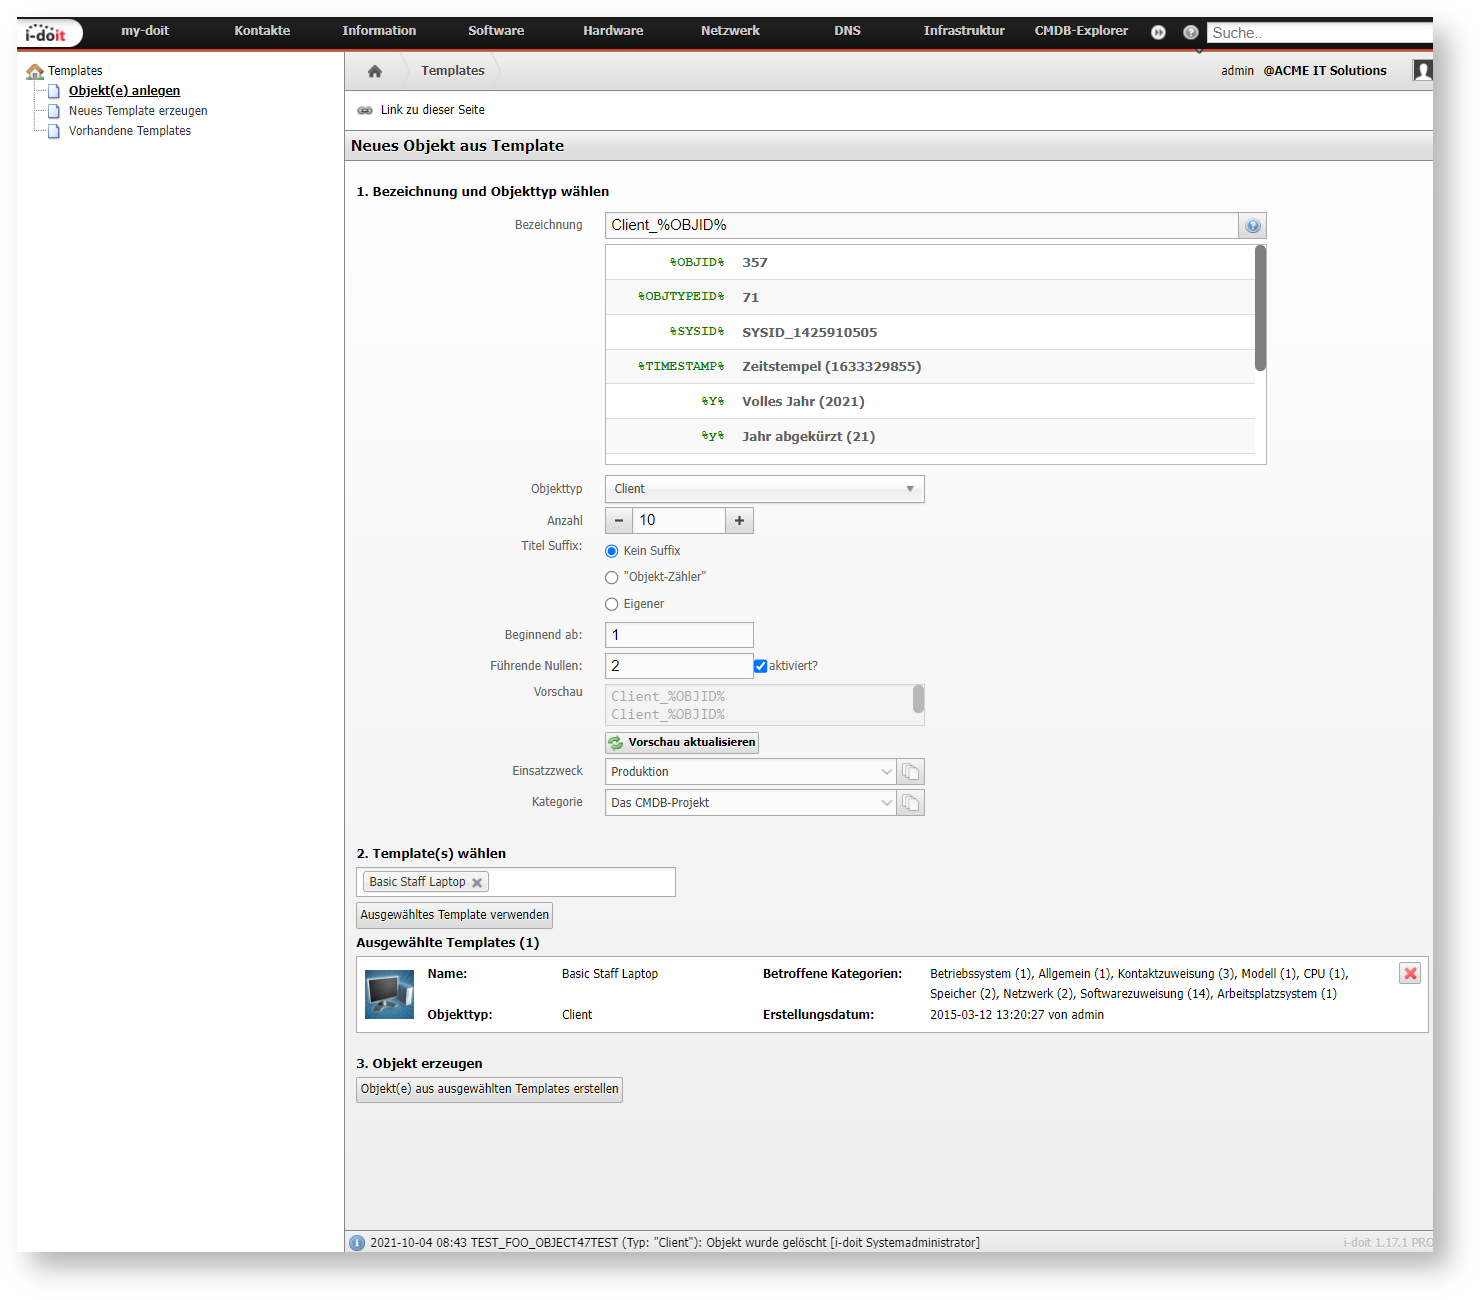 i-doit my-doit Kontakte Information Software Hardware Netzwerk DNS Infrastruktur CMDB-Explorer Suche..
Templates
Objekt(e) anlegen
Neues Template erzeugen
Vorhandene Templates
Templates
admin @ACME IT Solutions
Link zu dieser Seite
Neues Objekt aus Template
1. Bezeichnung und Objekttyp wählen
Bezeichnung Client_%OBJID%
%OBJID% 357
%OBJTYPEID% 71
%SYSID% SYSID_1425910505
%TIMESTAMP% Zeitstempel (1633329855)
%Y% Volles Jahr (2021)
%y% Jahr abgekürzt (21)
Objekttyp Client
Anzahl − 10 +
Titel Suffix: Kein Suffix
"Objekt-Zähler"
Eigener
Beginnend ab: 1
Führende Nullen: 2 aktiviert?
Vorschau Client_%OBJID%
Client_%OBJID%
Vorschau aktualisieren
Einsatzzweck Produktion
Kategorie Das CMDB-Projekt
2. Template(s) wählen
Basic Staff Laptop
Ausgewähltes Template verwenden
Ausgewählte Templates (1)
Name: Basic Staff Laptop Betroffene Kategorien: Betriebssystem (1), Allgemein (1), Kontaktzuweisung (3), Modell (1), CPU (1),
Speicher (2), Netzwerk (2), Softwarezuweisung (14), Arbeitsplatzsystem (1)
Objekttyp: Client Erstellungsdatum: 2015-03-12 13:20:27 von admin
3. Objekt erzeugen
Objekt(e) aus ausgewählten Templates erstellen
2021-10-04 08:43 TEST_FOO_OBJECT47TEST (Typ: "Client"): Objekt wurde gelöscht [i-doit Systemadministrator] i-doit 1.17.1 PRO